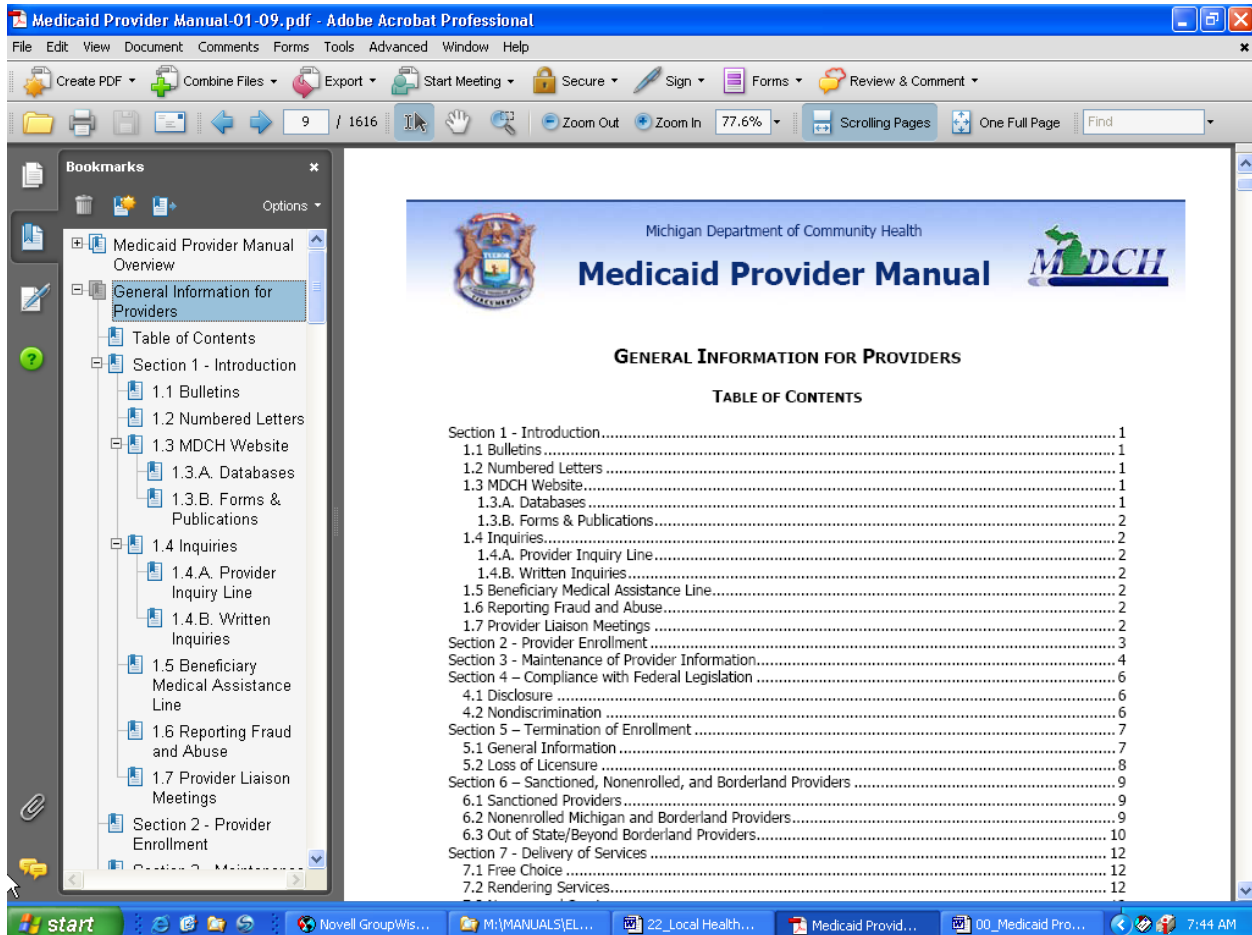 Medicaid Provider Manual-01-09.pdf - Adobe Acrobat Professional
File Edit View Document Comments Forms Tools Advanced Window Help
Create PDF Combine Files Export Start Meeting Secure Sign Forms Review & Comment
9 / 1616 Zoom Out Zoom In 77.6% Scrolling Pages One Full Page Find
Bookmarks
Options
Medicaid Provider Manual
Overview
General Information for
Providers
Table of Contents
Section 1 - Introduction
1.1 Bulletins
1.2 Numbered Letters
1.3 MDCH Website
1.3.A. Databases
1.3.B. Forms &
Publications
1.4 Inquiries
1.4.A. Provider
Inquiry Line
1.4.B. Written
Inquiries
1.5 Beneficiary
Medical Assistance
Line
1.6 Reporting Fraud
and Abuse
1.7 Provider Liaison
Meetings
Section 2 - Provider
Enrollment
Michigan Department of Community Health
Medicaid Provider Manual
MDCH
GENERAL INFORMATION FOR PROVIDERS
TABLE OF CONTENTS
Section 1 - Introduction 1
1.1 Bulletins 1
1.2 Numbered Letters 1
1.3 MDCH Website 1
1.3.A. Databases 1
1.3.B. Forms & Publications 2
1.4 Inquiries 2
1.4.A. Provider Inquiry Line 2
1.4.B. Written Inquiries 2
1.5 Beneficiary Medical Assistance Line 2
1.6 Reporting Fraud and Abuse 2
1.7 Provider Liaison Meetings 2
Section 2 - Provider Enrollment 3
Section 3 - Maintenance of Provider Information 4
Section 4 – Compliance with Federal Legislation 6
4.1 Disclosure 6
4.2 Nondiscrimination 6
Section 5 – Termination of Enrollment 7
5.1 General Information 7
5.2 Loss of Licensure 8
Section 6 – Sanctioned, Nonenrolled, and Borderland Providers 9
6.1 Sanctioned Providers 9
6.2 Nonenrolled Michigan and Borderland Providers 9
6.3 Out of State/Beyond Borderland Providers 10
Section 7 - Delivery of Services 12
7.1 Free Choice 12
7.2 Rendering Services 12
start Novell GroupWis... M:\MANUALS\EL... 22_Local Health... Medicaid Provid... 00_Medicaid Pro... 7:44 AM